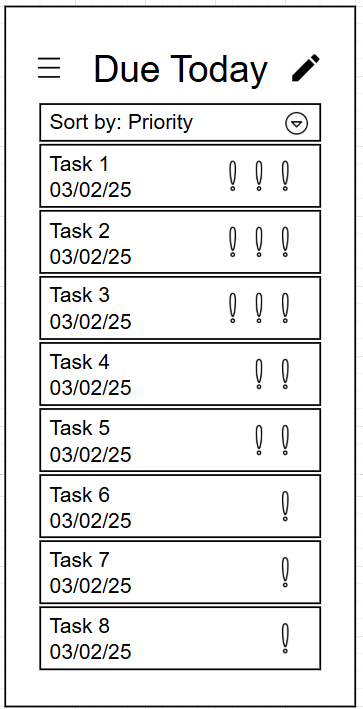 Due Today
Sort by: Priority
Task 1
03/02/25
! ! !
Task 2
03/02/25
! ! !
Task 3
03/02/25
! ! !
Task 4
03/02/25
! !
Task 5
03/02/25
! !
Task 6
03/02/25
!
Task 7
03/02/25
!
Task 8
03/02/25
!